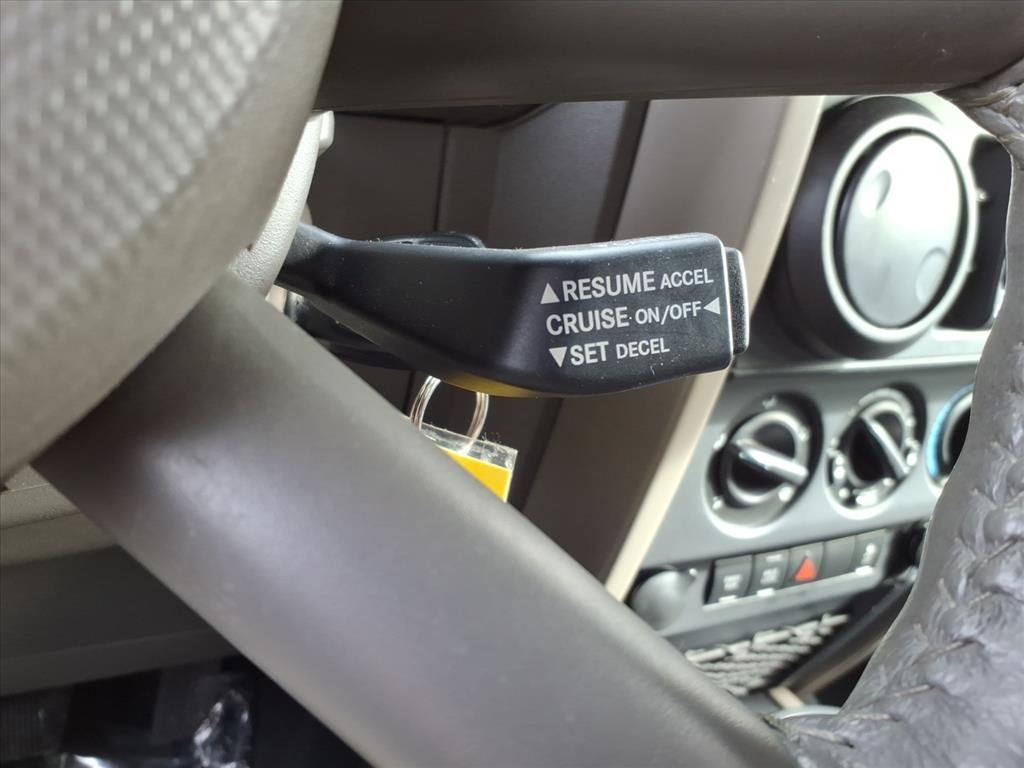 ▲RESUME ACCEL
CRUISE·ON/OFF◀
▼SET DECEL